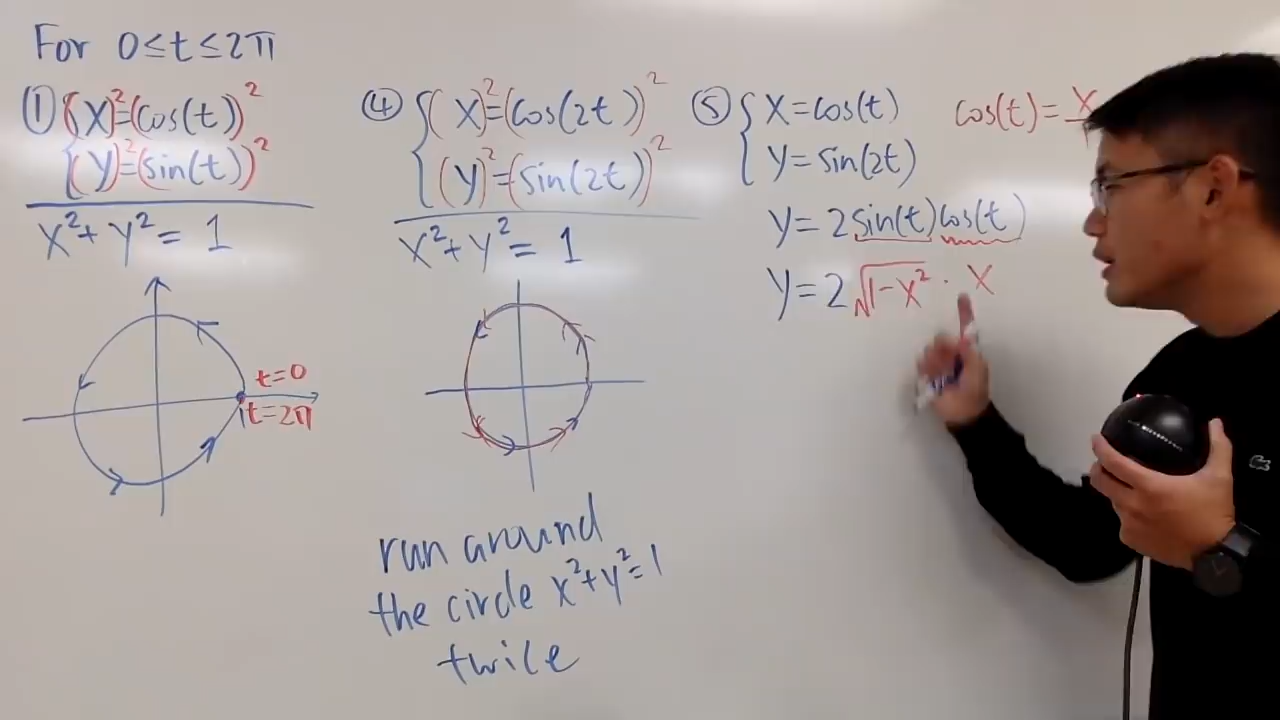 For 0≤t≤2π
① { (x)²=(cos(t))²
(y)²=(sin(t))²
x²+y²=1
t=0
t=2π
④ { (x)²=(cos(2t))²
(y)²=(sin(2t))²
x²+y²=1
run around
the circle x²+y²=1
twice
⑤ { x=cos(t)
y=sin(2t)
y=2sin(t)cos(t)
y=2√(1-x²)·x
cos(t)=x